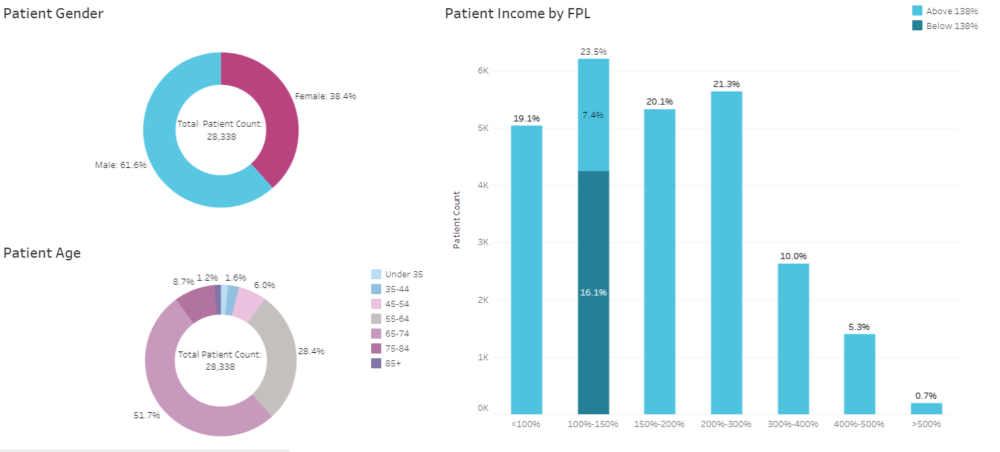 Patient Gender
Female: 38.4%
Total Patient Count:
28,338
Male: 61.6%
Patient Age
8.7%
1.2%
1.6%
6.0%
Total Patient Count:
28,338
28.4%
51.7%
Under 35
35-44
45-54
55-64
65-74
75-84
85+
Patient Income by FPL
Above 138%
Below 138%
Patient Count
6K
5K
4K
3K
2K
1K
0K
19.1%
23.5%
7.4%
16.1%
20.1%
21.3%
10.0%
5.3%
0.7%
<100%
100%-150%
150%-200%
200%-300%
300%-400%
400%-500%
>500%